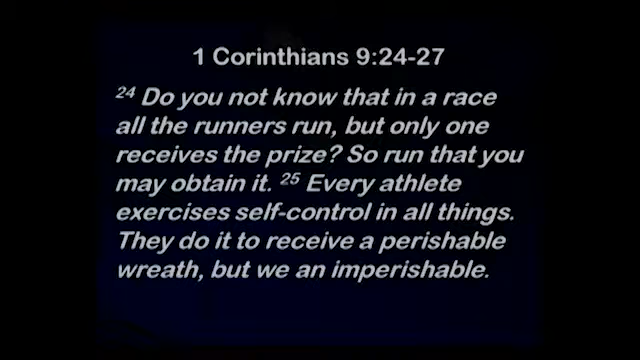 1 Corinthians 9:24-27
24 Do you not know that in a race
all the runners run, but only one
receives the prize? So run that you
may obtain it. 25 Every athlete
exercises self-control in all things.
They do it to receive a perishable
wreath, but we an imperishable.